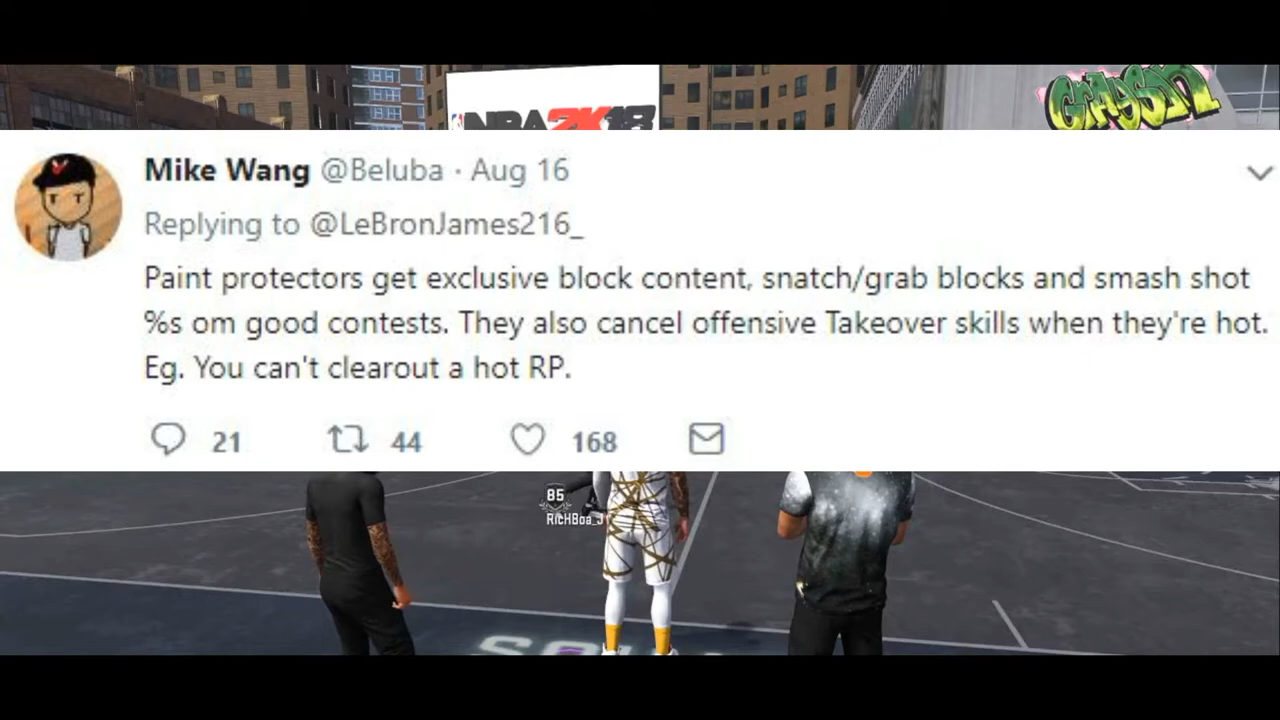 NBA2K18
GRAYSN
Mike Wang @Beluba · Aug 16
Replying to @LeBronJames216_
Paint protectors get exclusive block content, snatch/grab blocks and smash shot
%s om good contests. They also cancel offensive Takeover skills when they're hot.
Eg. You can't clearout a hot RP.
21 44 168
85
RicHBoa_J